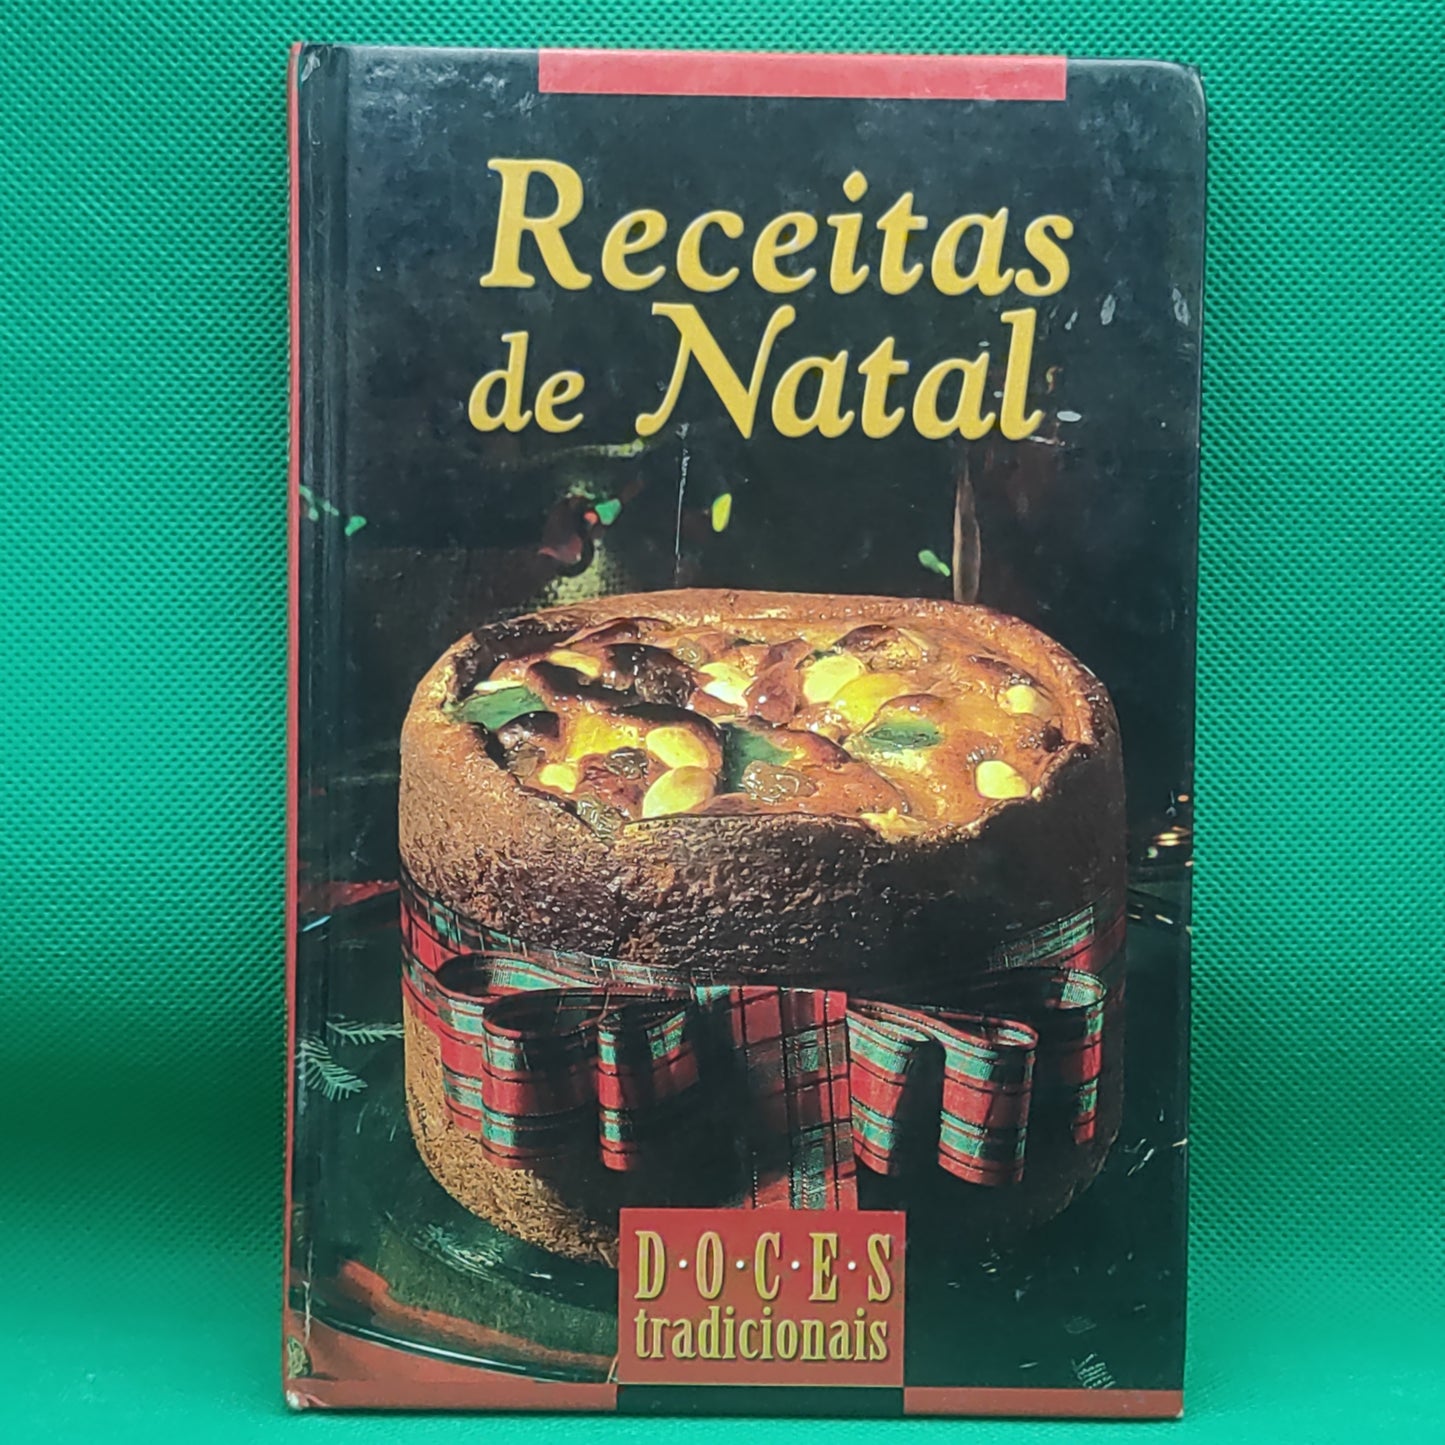 Receitas
de Natal
D·O·C·E·S
tradicionais